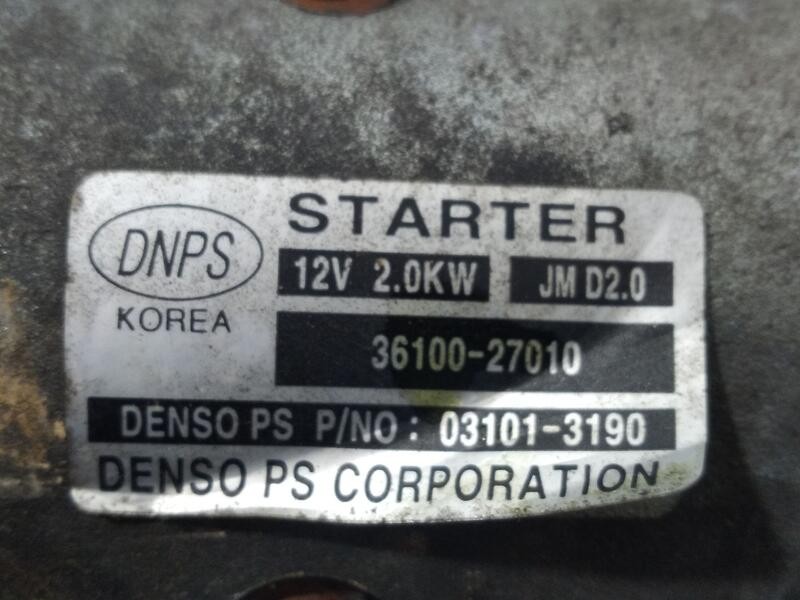 STARTER
DNPS
12V 2.0KW JM D2.0
KOREA
36100-27010
DENSO PS P/NO : 03101-3190
DENSO PS CORPORATION